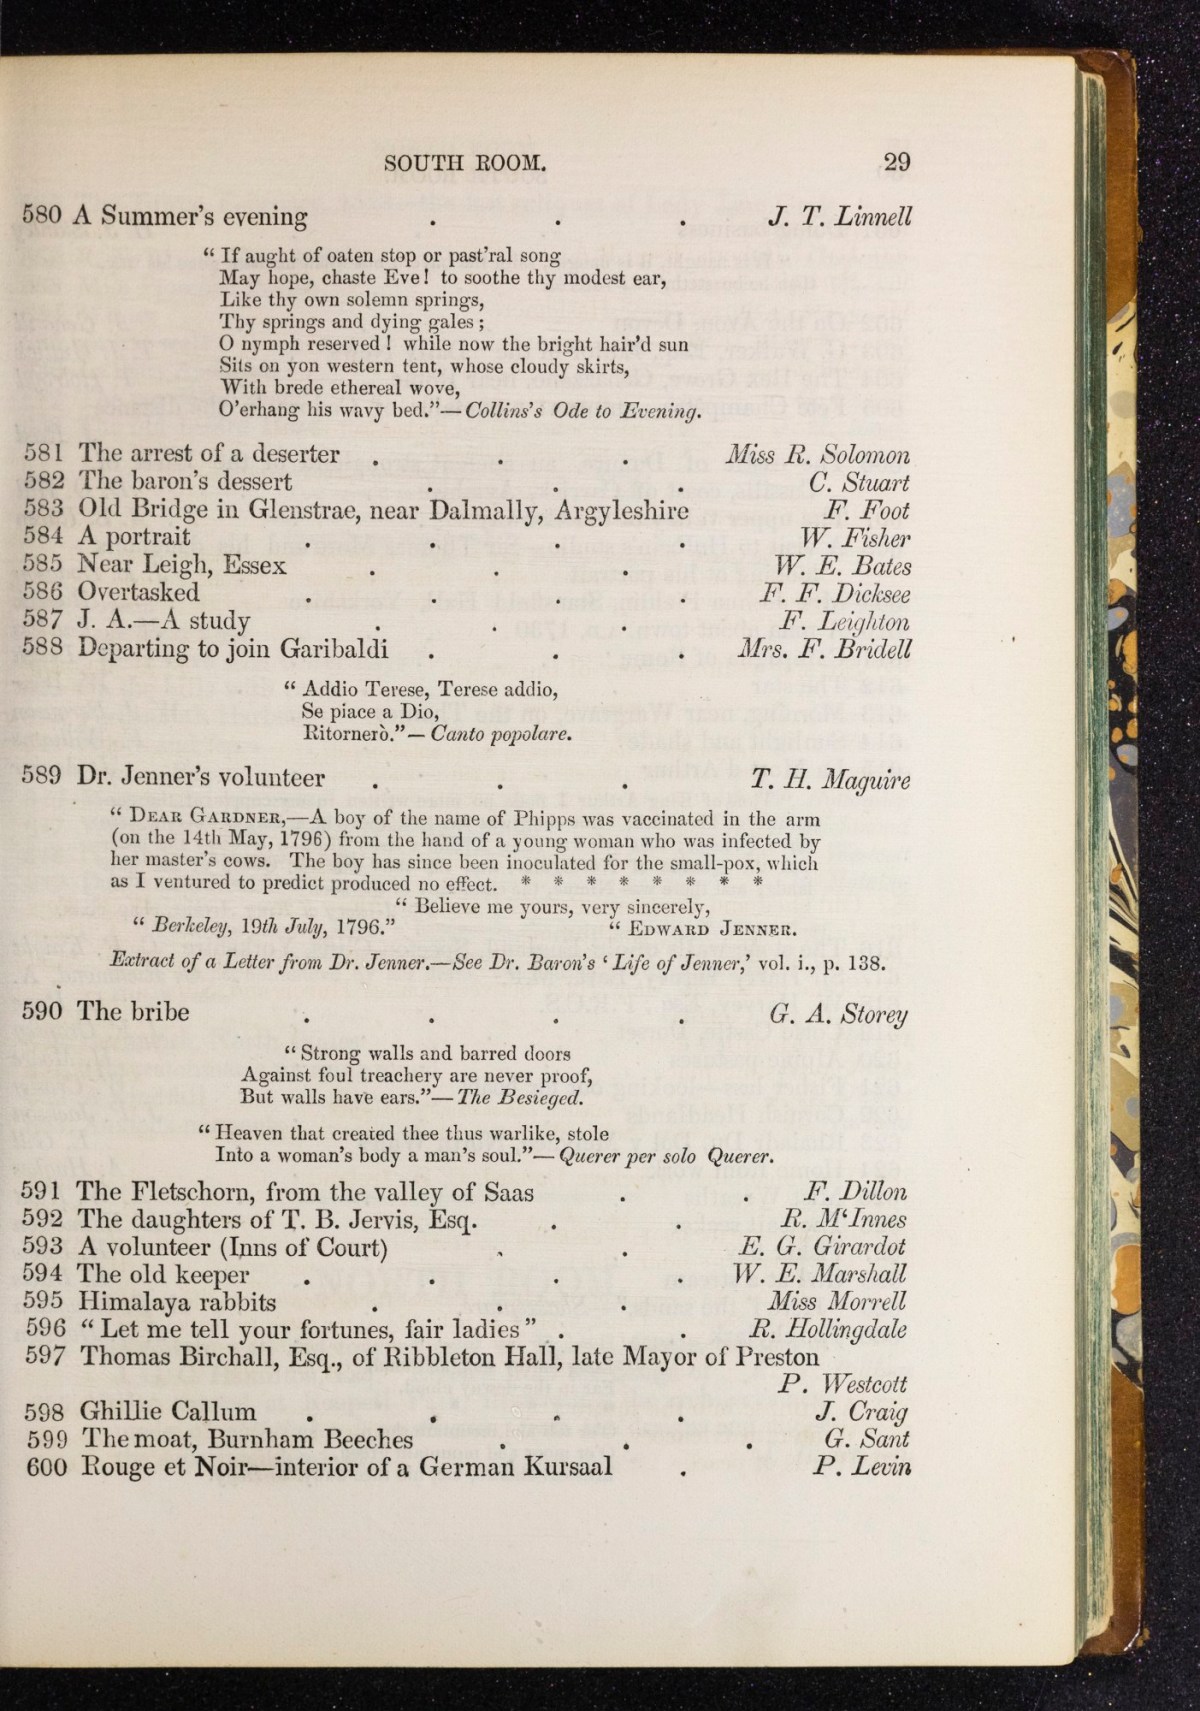 SOUTH ROOM. 29
580 A Summer's evening . . . J. T. Linnell
“ If aught of oaten stop or past'ral song
May hope, chaste Eve! to soothe thy modest ear,
Like thy own solemn springs,
Thy springs and dying gales ;
O nymph reserved ! while now the bright hair'd sun
Sits on yon western tent, whose cloudy skirts,
With brede ethereal wove,
O'erhang his wavy bed.”—Collins's Ode to Evening.
581 The arrest of a deserter . . . Miss R. Solomon
582 The baron's dessert . . . C. Stuart
583 Old Bridge in Glenstrae, near Dalmally, Argyleshire F. Foot
584 A portrait . . . . W. Fisher
585 Near Leigh, Essex . . . W. E. Bates
586 Overtasked . . . . F. F. Dicksee
587 J. A.—A study . . . F. Leighton
588 Departing to join Garibaldi . . . Mrs. F. Bridell
“ Addio Terese, Terese addio,
Se piace a Dio,
Ritornerò.”—Canto popolare.
589 Dr. Jenner's volunteer . . . T. H. Maguire
“ DEAR GARDNER,—A boy of the name of Phipps was vaccinated in the arm
(on the 14th May, 1796) from the hand of a young woman who was infected by
her master's cows. The boy has since been inoculated for the small-pox, which
as I ventured to predict produced no effect. * * * * * * * *
“ Believe me yours, very sincerely,
“ Berkeley, 19th July, 1796.” “ EDWARD JENNER.
Extract of a Letter from Dr. Jenner.—See Dr. Baron's ‘ Life of Jenner,’ vol. i., p. 138.
590 The bribe . . . . G. A. Storey
“ Strong walls and barred doors
Against foul treachery are never proof,
But walls have ears.”—The Besieged.
“ Heaven that created thee thus warlike, stole
Into a woman's body a man's soul.”—Querer per solo Querer.
591 The Fletschorn, from the valley of Saas . . F. Dillon
592 The daughters of T. B. Jervis, Esq. . . R. M‘Innes
593 A volunteer (Inns of Court) . . E. G. Girardot
594 The old keeper . . . . W. E. Marshall
595 Himalaya rabbits . . . Miss Morrell
596 “ Let me tell your fortunes, fair ladies ” . . R. Hollingdale
597 Thomas Birchall, Esq., of Ribbleton Hall, late Mayor of Preston
P. Westcott
598 Ghillie Callum . . . . J. Craig
599 The moat, Burnham Beeches . . . G. Sant
600 Rouge et Noir—interior of a German Kursaal . P. Levin